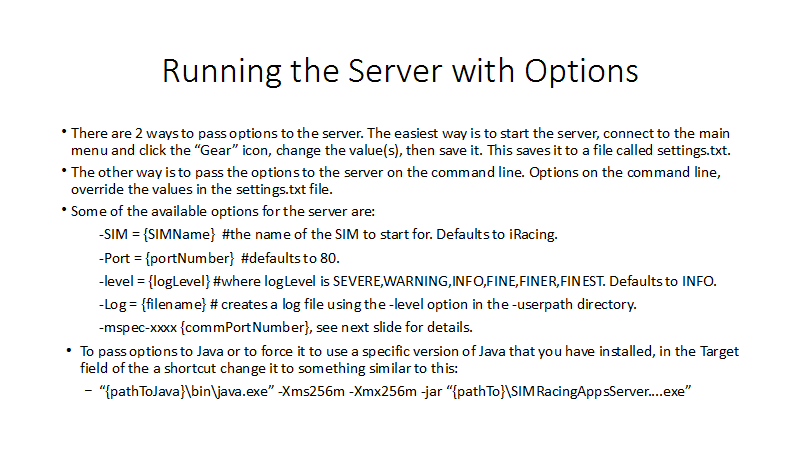 Running the Server with Options
• There are 2 ways to pass options to the server. The easiest way is to start the server, connect to the main
menu and click the “Gear” icon, change the value(s), then save it. This saves it to a file called settings.txt.
• The other way is to pass the options to the server on the command line. Options on the command line,
override the values in the settings.txt file.
• Some of the available options for the server are:
-SIM = {SIMName} #the name of the SIM to start for. Defaults to iRacing.
-Port = {portNumber} #defaults to 80.
-level = {logLevel} #where logLevel is SEVERE,WARNING,INFO,FINE,FINER,FINEST. Defaults to INFO.
-Log = {filename} # creates a log file using the -level option in the -userpath directory.
-mspec-xxxx {commPortNumber}, see next slide for details.
• To pass options to Java or to force it to use a specific version of Java that you have installed, in the Target
field of the a shortcut change it to something similar to this:
– “{pathToJava}\bin\java.exe” -Xms256m -Xmx256m -jar “{pathTo}\SIMRacingAppsServer....exe”